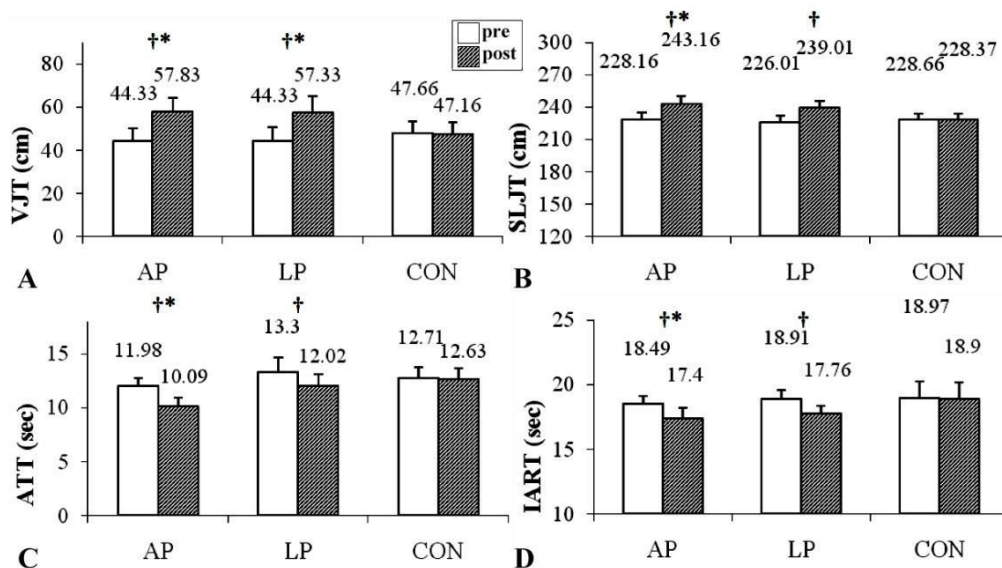 †* †*
pre
post
VJT (cm)
80
60
40
20
0
44.33 57.83 44.33 57.33 47.66 47.16
AP LP CON
A
†* †
SLJT (cm)
300
270
240
210
180
150
120
228.16 243.16 226.01 239.01 228.66 228.37
AP LP CON
B
†* †
ATT (sec)
15
10
5
0
11.98 10.09 13.3 12.02 12.71 12.63
AP LP CON
C
†* †
IART (sec)
25
20
15
10
18.49 17.4 18.91 17.76 18.97 18.9
AP LP CON
D